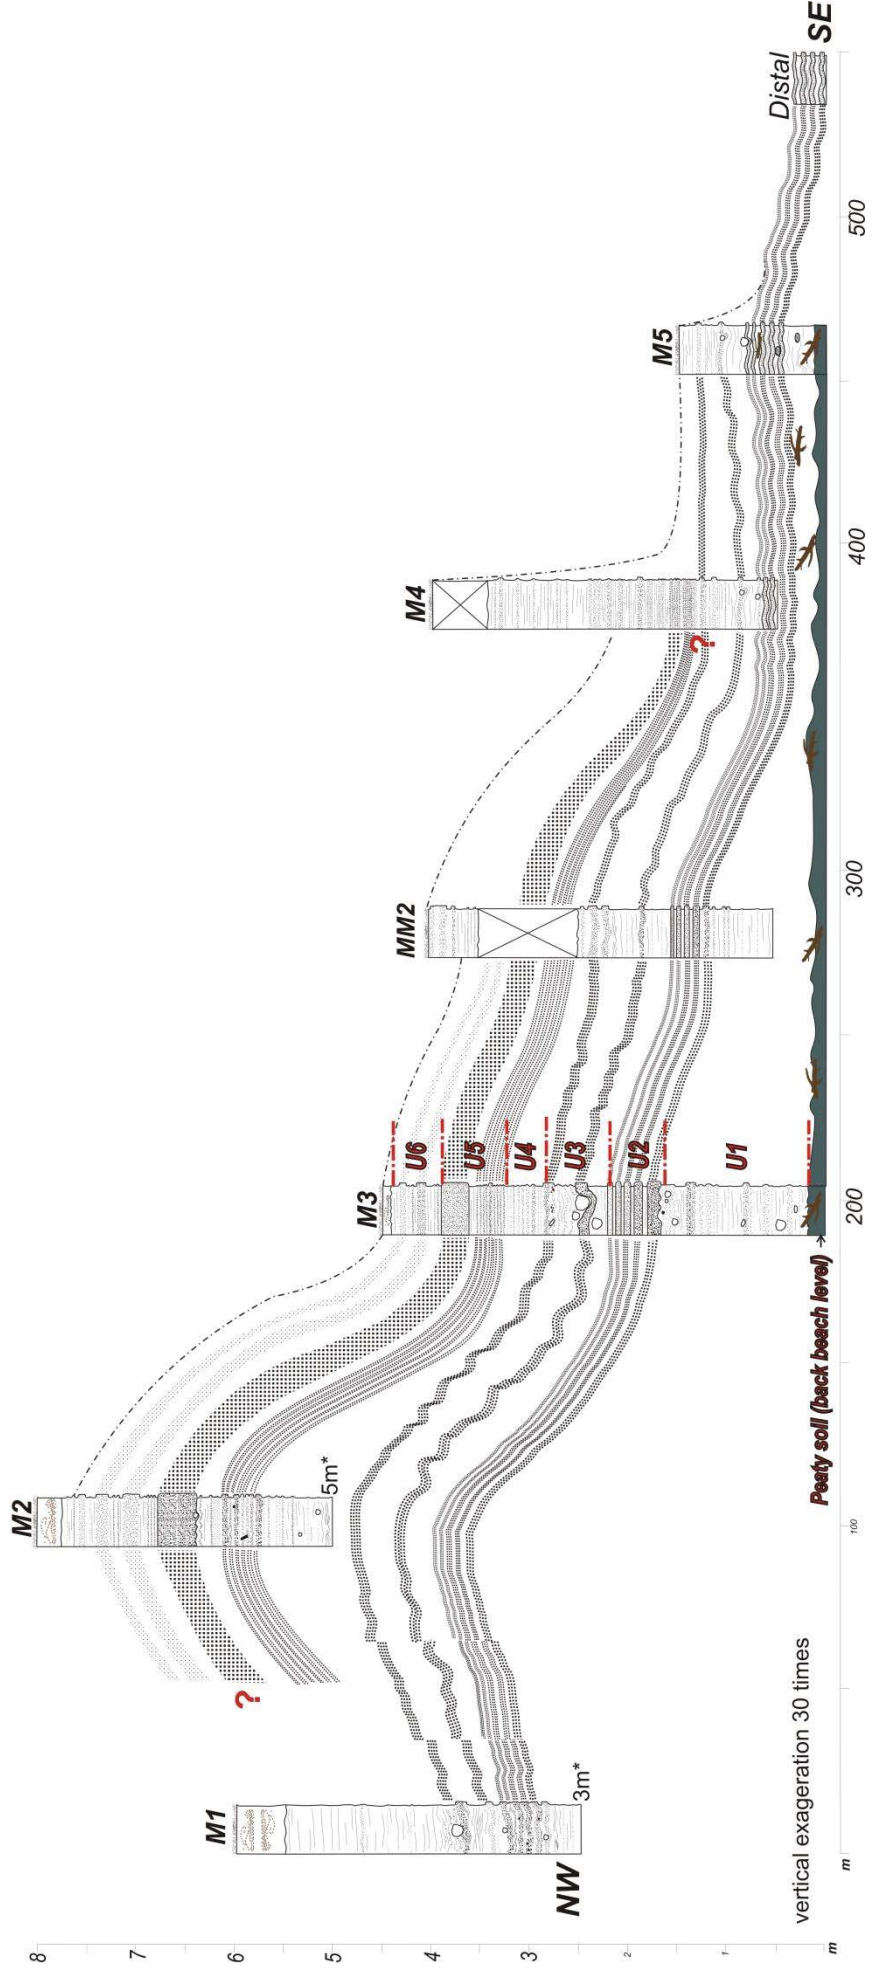 M2
M1
M3
MM2
M4
M5
Distal
SE
NW
5m*
3m*
?
?
U6
U5
U4
U3
U2
U1
Peaty soil (back beach level)
vertical exageration 30 times
8
7
6
5
4
3
2
1
m
m
100
200
300
400
500